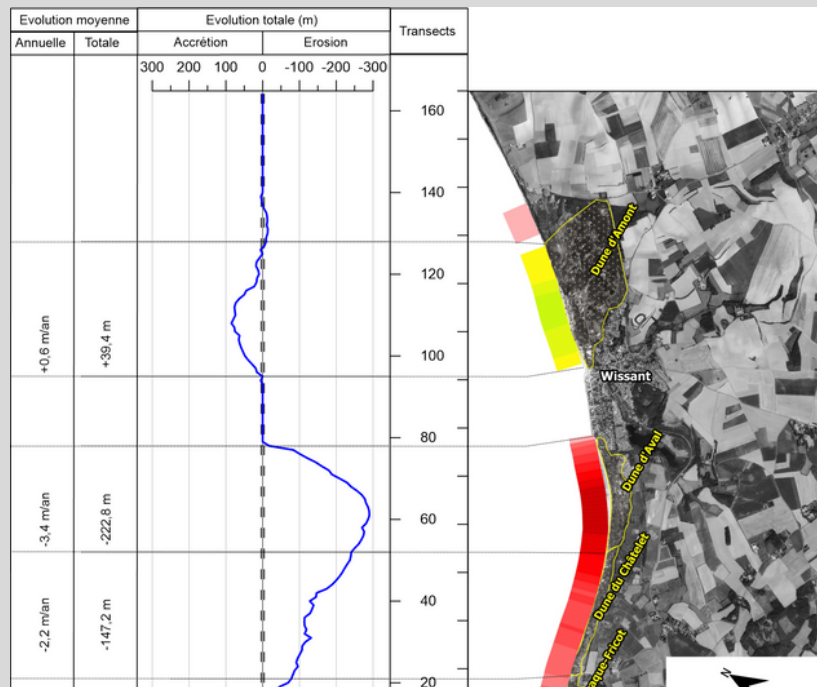 Evolution moyenne
Evolution totale (m)
Transects
Annuelle
Totale
Accrétion
Erosion
300 200 100 0 -100 -200 -300
160
140
120
100
80
60
40
20
+0,6 m/an
+39,4 m
-3,4 m/an
-222,8 m
-2,2 m/an
-147,2 m
Dune d'Amont
Wissant
Dune d'Aval
Dune du Châtelet
aque-Fricot
N